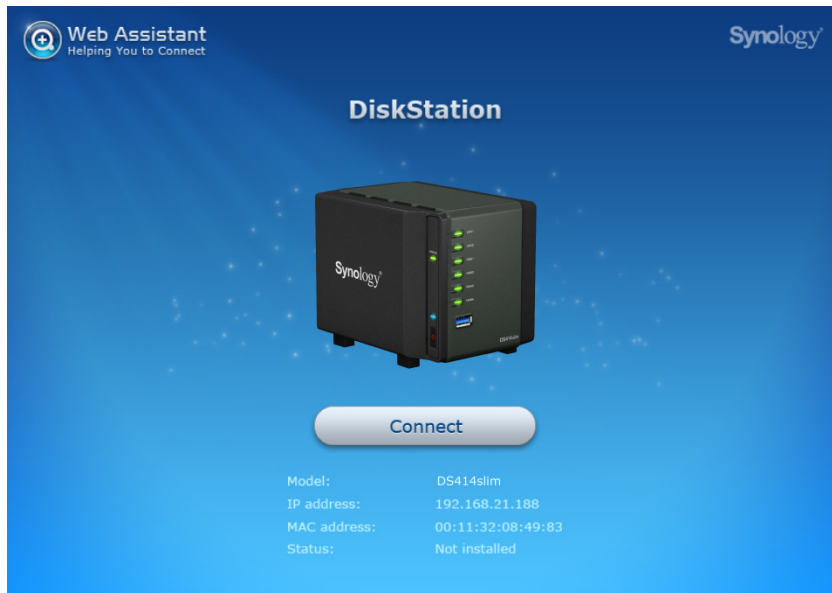 Web Assistant
Helping You to Connect
Synology
DiskStation
Synology
DS414slim
Connect
Model: DS414slim
IP address: 192.168.21.188
MAC address: 00:11:32:08:49:83
Status: Not installed